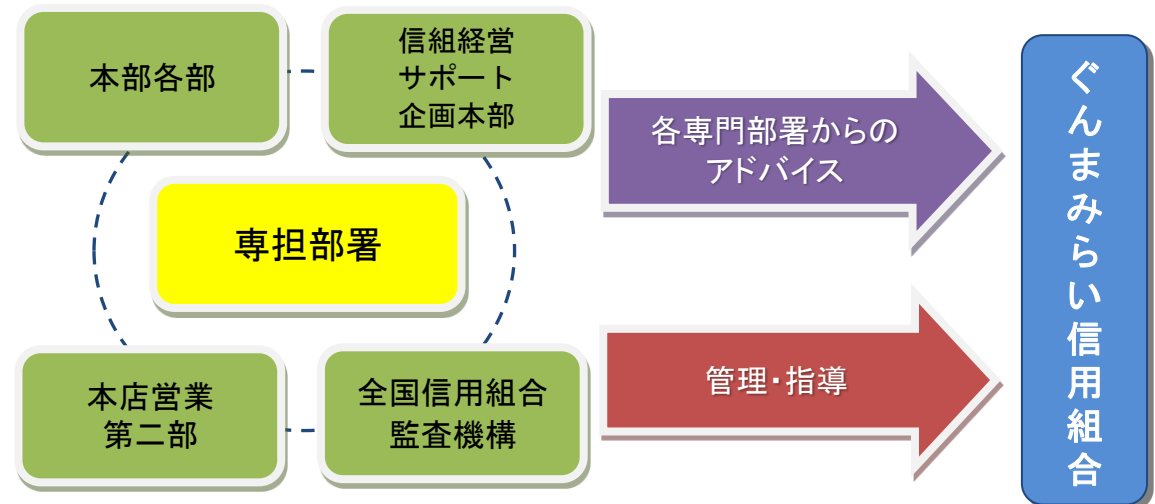 本部各部
信組経営
サポート
企画本部
専担部署
本店営業
第二部
全国信用組合
監査機構
各専門部署からの
アドバイス
管理・指導
ぐんまみらい信用組合